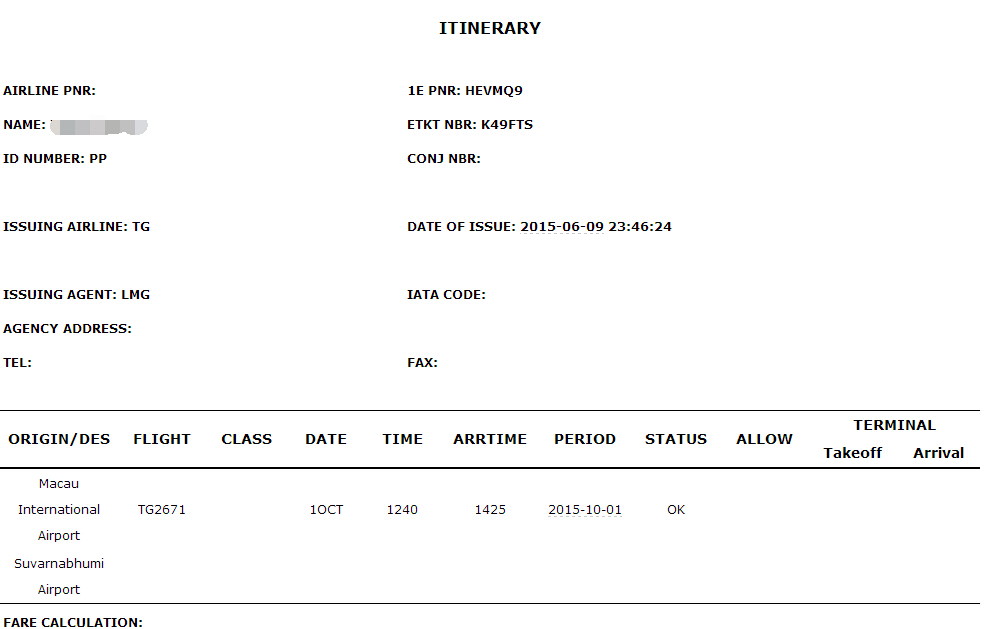 ITINERARY
AIRLINE PNR: 1E PNR: HEVMQ9
NAME: ETKT NBR: K49FTS
ID NUMBER: PP CONJ NBR:
ISSUING AIRLINE: TG DATE OF ISSUE: 2015-06-09 23:46:24
ISSUING AGENT: LMG IATA CODE:
AGENCY ADDRESS:
TEL: FAX:
ORIGIN/DES FLIGHT CLASS DATE TIME ARRTIME PERIOD STATUS ALLOW TERMINAL
Takeoff Arrival
Macau
International TG2671 1OCT 1240 1425 2015-10-01 OK
Airport
Suvarnabhumi
Airport
FARE CALCULATION: